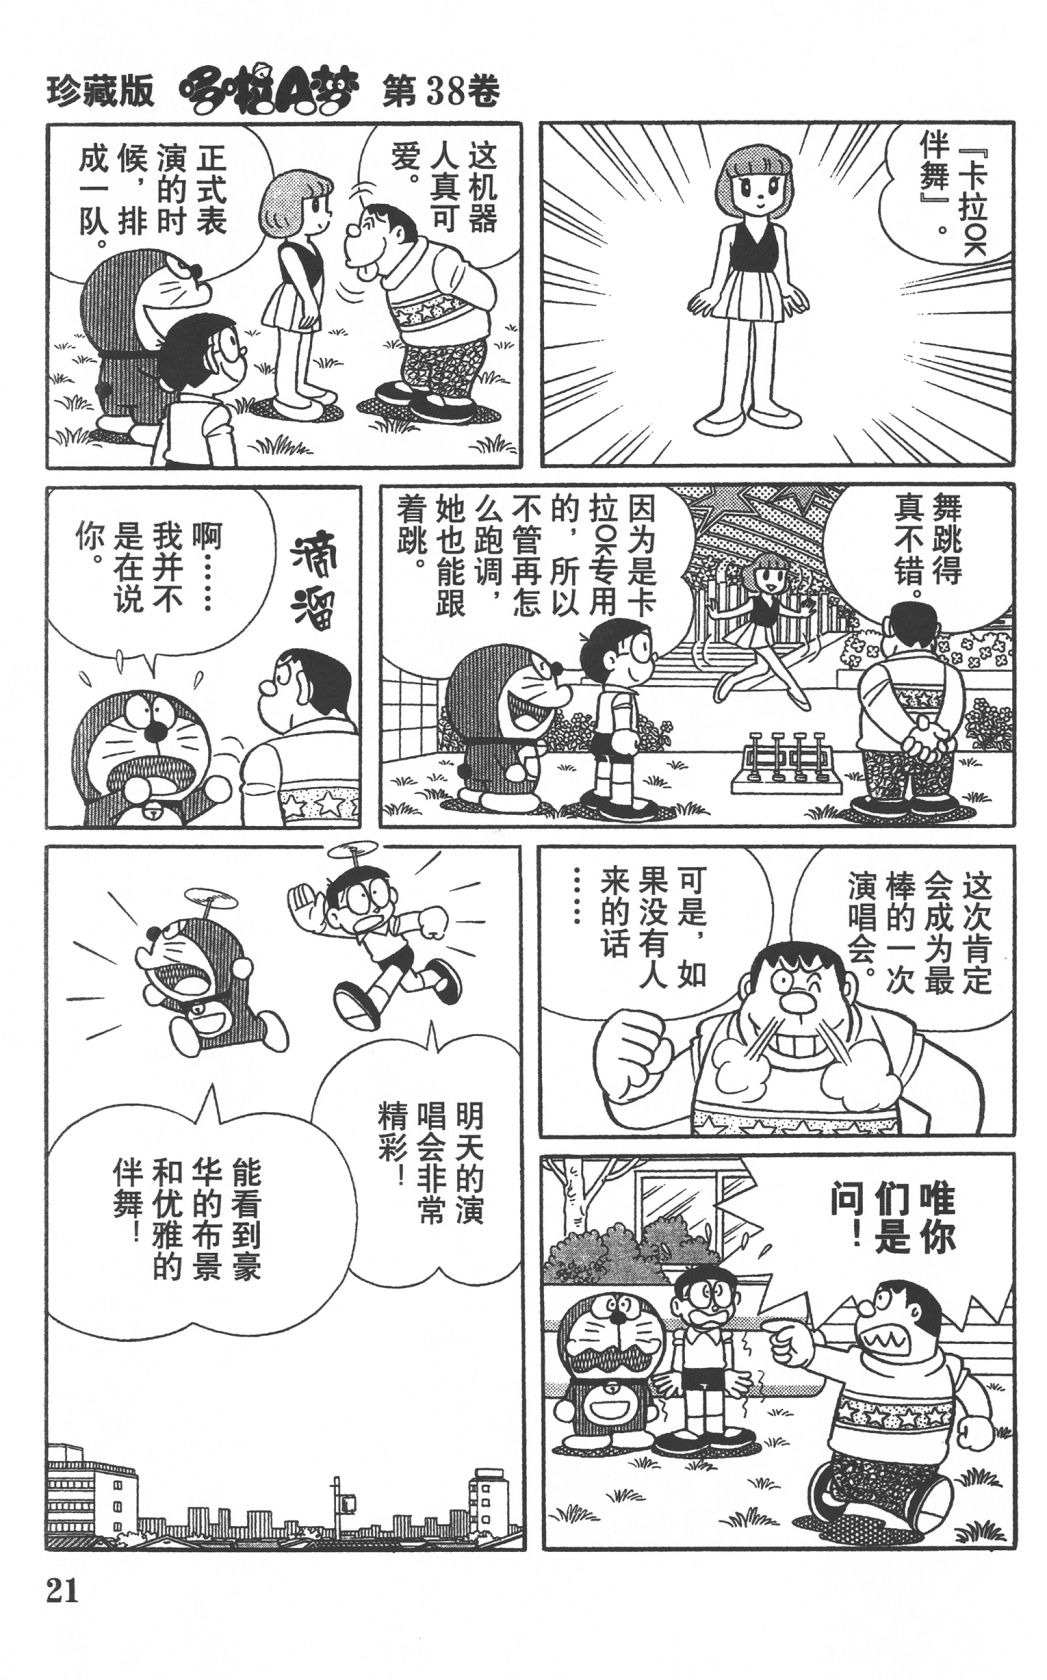 珍藏版 哆啦A梦 第38卷
『卡拉OK
伴舞』。
这机器
人真可
爱。
正式表
演的时
候，排
成一队。
舞跳得
真不错。
因为是卡
拉OK专用
的，所以
不管再怎
么跑调，
她也能跟
着跳。
滴溜
啊……
我并不
是在说
你。
这次肯定
会成为最
棒的一次
演唱会。
可是，如
果没有人
来的话
……
唯你
们是
问！
明天的演
唱会非常
精彩！
能看到豪
华的布景
和优雅的
伴舞！
21